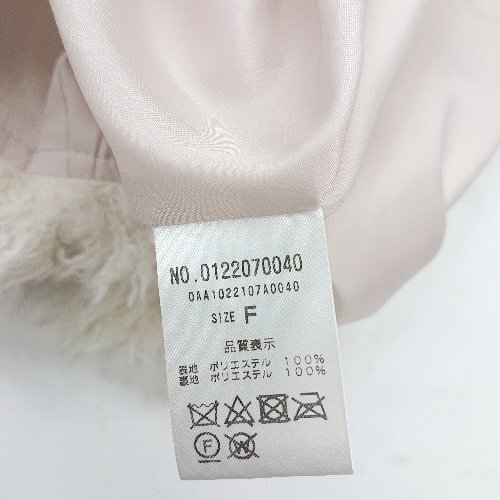 NO.0122070040
0AA1022107A0040
SIZE F
品質表示
表地 ポリエステル 100%
裏地 ポリエステル 100%
F W